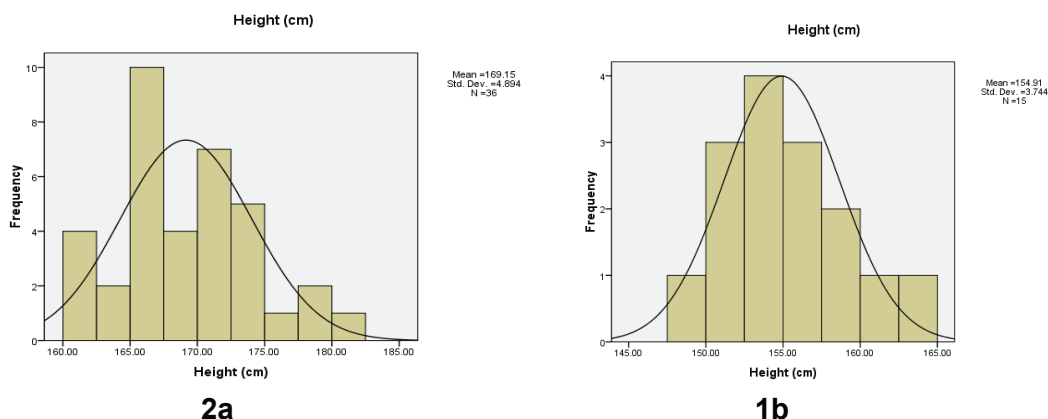 Height (cm)
Mean =169.15
Std. Dev. =4.894
N =36
Frequency
10
8
6
4
2
0
160.00 165.00 170.00 175.00 180.00 185.00
Height (cm)
2a
Height (cm)
Mean =154.91
Std. Dev. =3.744
N =15
Frequency
4
3
2
1
0
145.00 150.00 155.00 160.00 165.00
Height (cm)
1b